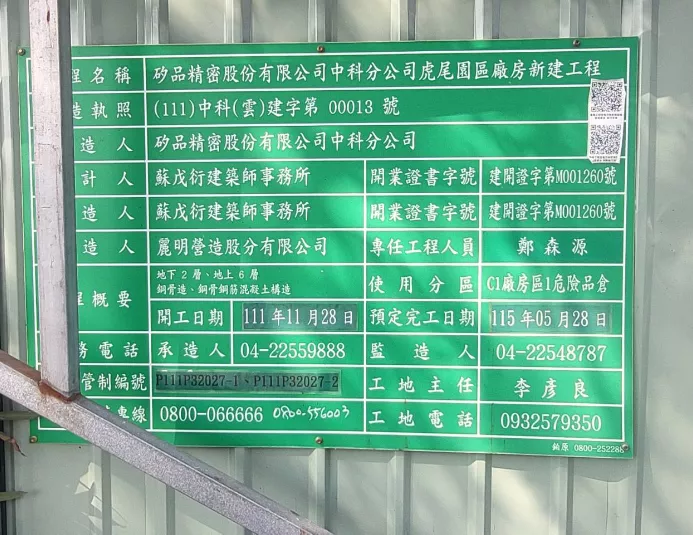 程名稱 矽品精密股份有限公司中科分公司虎尾園區廠房新建工程
造執照 (111)中科(雲)建字第 00013 號
造人 矽品精密股份有限公司中科分公司
計人 蘇戊衍建築師事務所 開業證書字號 建開證字第M001260號
造人 蘇戊衍建築師事務所 開業證書字號 建開證字第M001260號
造人 麗明營造股分有限公司 專任工程人員 鄭森源
程概要 地下2層、地上6層
鋼骨造、鋼骨鋼筋混凝土構造
使用分區 C1廠房區1危險品倉
開工日期 111年11月28日 預定完工日期 115年05月28日
務電話 承造人 04-22559888 監造人 04-22548787
管制編號 P111P32027-1、P111P32027-2 工地主任 李彥良
專線 0800-066666 0800-556003 工地電話 0932579350
0800-252288